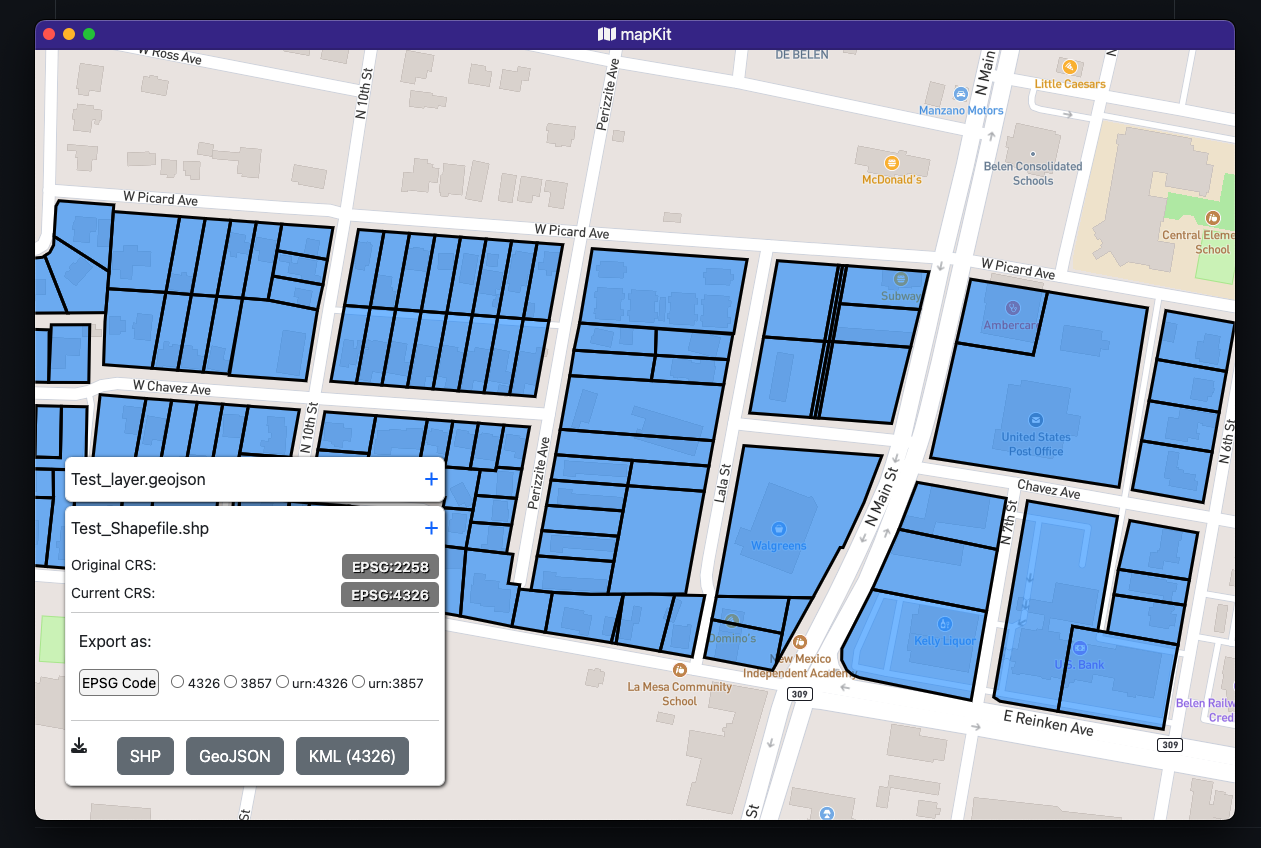 mapKit
W Ross Ave
N 10th St
Perizzite Ave
DE BELEN
N Main
Little Caesars
Manzano Motors
Belen Consolidated
Schools
McDonald's
Central Eleme
School
W Picard Ave
W Picard Ave
W Picard Ave
Subway
Ambercare
United States
Post Office
W Chavez Ave
N 10th St
Perizzite Ave
Lala St
N Main St
Chavez Ave
N 7th St
N 6th St
Walgreens
Kelly Liquor
U.S. Bank
Domino's
New Mexico
Independent Academy
La Mesa Community
School
309
E Reinken Ave
309
Belen Railw
Cred
St
St
Test_layer.geojson
+
Test_Shapefile.shp
+
Original CRS:
EPSG:2258
Current CRS:
EPSG:4326
Export as:
EPSG Code
4326
3857
urn:4326
urn:3857
SHP
GeoJSON
KML (4326)